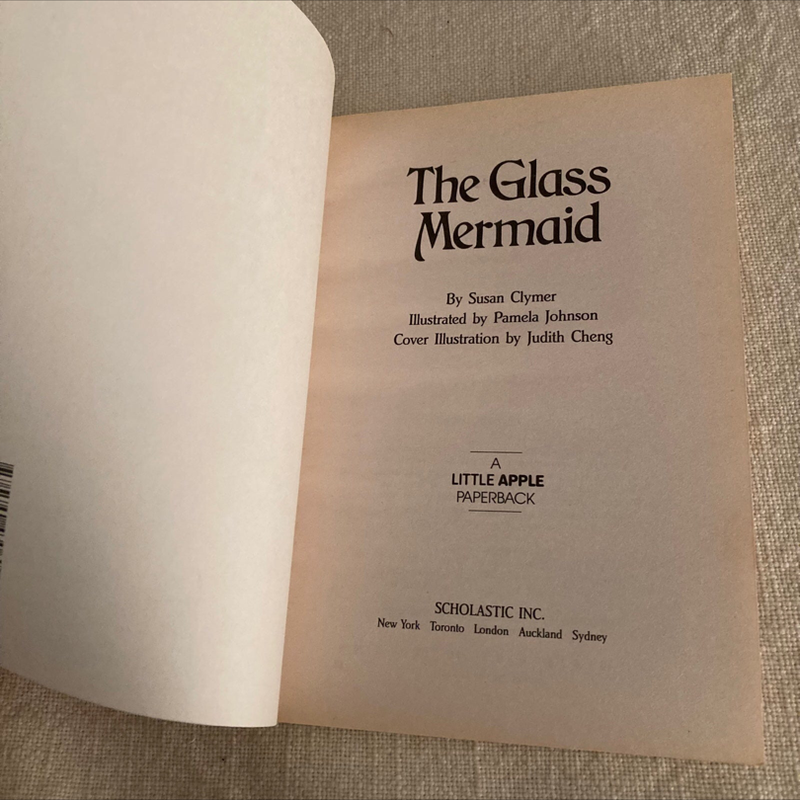 The Glass
Mermaid
By Susan Clymer
Illustrated by Pamela Johnson
Cover Illustration by Judith Cheng
A
LITTLE APPLE
PAPERBACK
SCHOLASTIC INC.
New York Toronto London Auckland Sydney